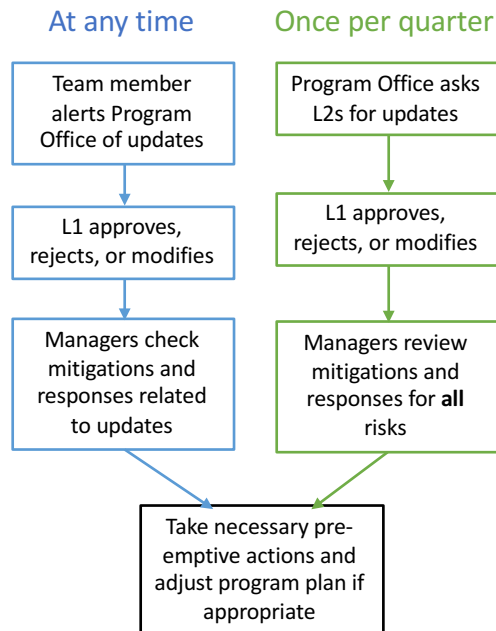 At any time
Team member
alerts Program
Office of updates
L1 approves,
rejects, or modifies
Managers check
mitigations and
responses related
to updates
Once per quarter
Program Office asks
L2s for updates
L1 approves,
rejects, or modifies
Managers review
mitigations and
responses for all
risks
Take necessary pre-
emptive actions and
adjust program plan if
appropriate